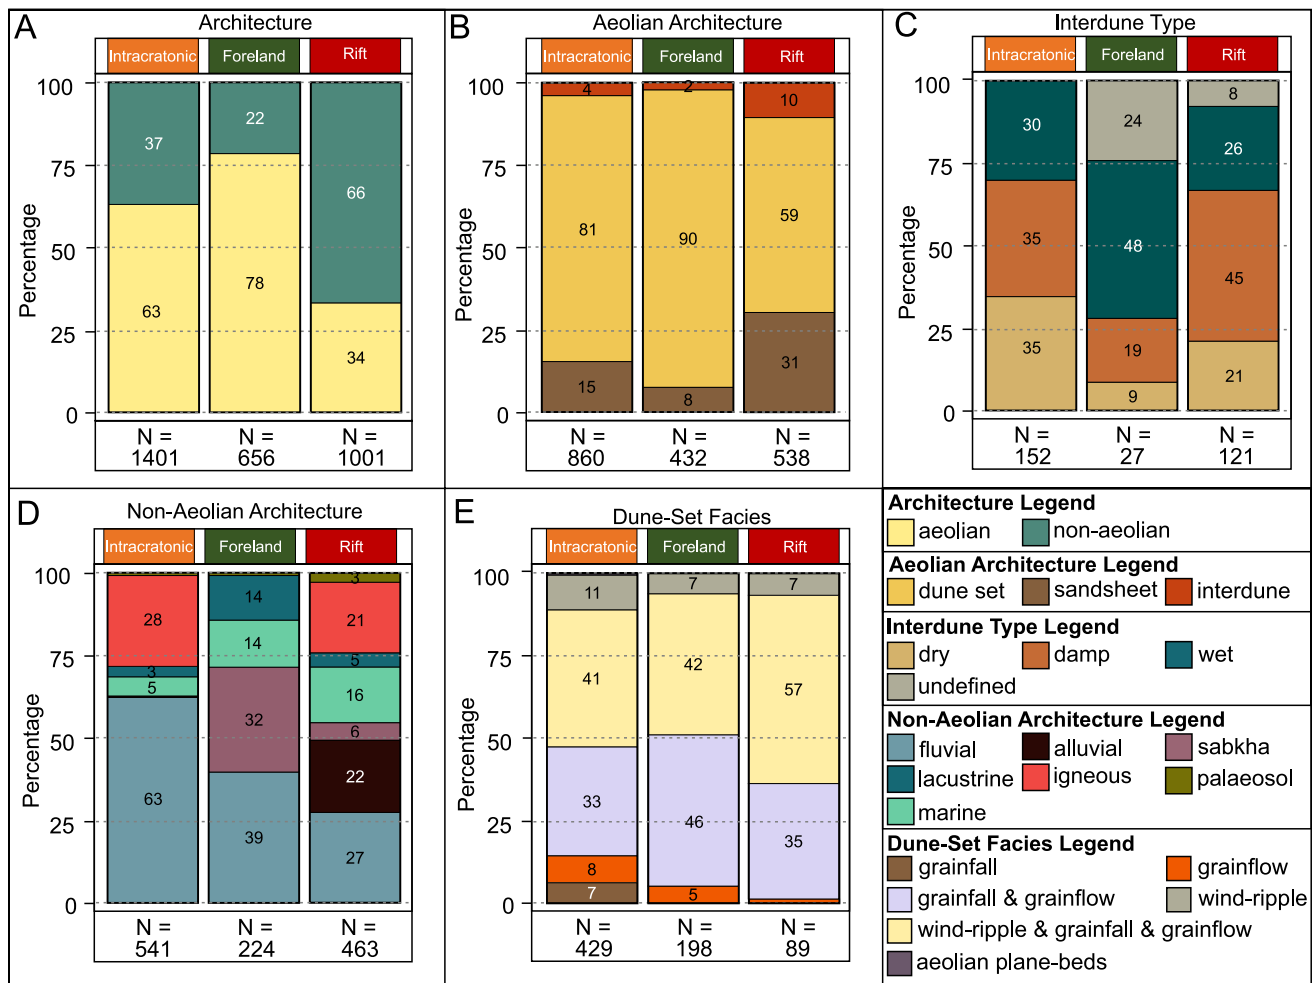 A
Architecture
Intracratonic Foreland Rift
Percentage
100
75
50
25
0
37 22 66
63 78 34
N = N = N =
1401 656 1001
B
Aeolian Architecture
Intracratonic Foreland Rift
Percentage
100
75
50
25
0
4 2 10
81 90 59
15 8 31
N = N = N =
860 432 538
C
Interdune Type
Intracratonic Foreland Rift
Percentage
100
75
50
25
0
30 24 8
35 48 26
35 19 45
9 21
N = N = N =
152 27 121
D
Non-Aeolian Architecture
Intracratonic Foreland Rift
Percentage
100
75
50
25
0
28 14 3
3 14 21
5 32 5
63 39 16
6
22
27
N = N = N =
541 224 463
E
Dune-Set Facies
Intracratonic Foreland Rift
Percentage
100
75
50
25
0
11 7 7
41 42 57
33 46 35
8 5
7
N = N = N =
429 198 89
Architecture Legend
aeolian non-aeolian
Aeolian Architecture Legend
dune set sandsheet interdune
Interdune Type Legend
dry damp wet
undefined
Non-Aeolian Architecture Legend
fluvial alluvial sabkha
lacustrine igneous palaeosol
marine
Dune-Set Facies Legend
grainfall grainflow
grainfall & grainflow wind-ripple
wind-ripple & grainfall & grainflow
aeolian plane-beds